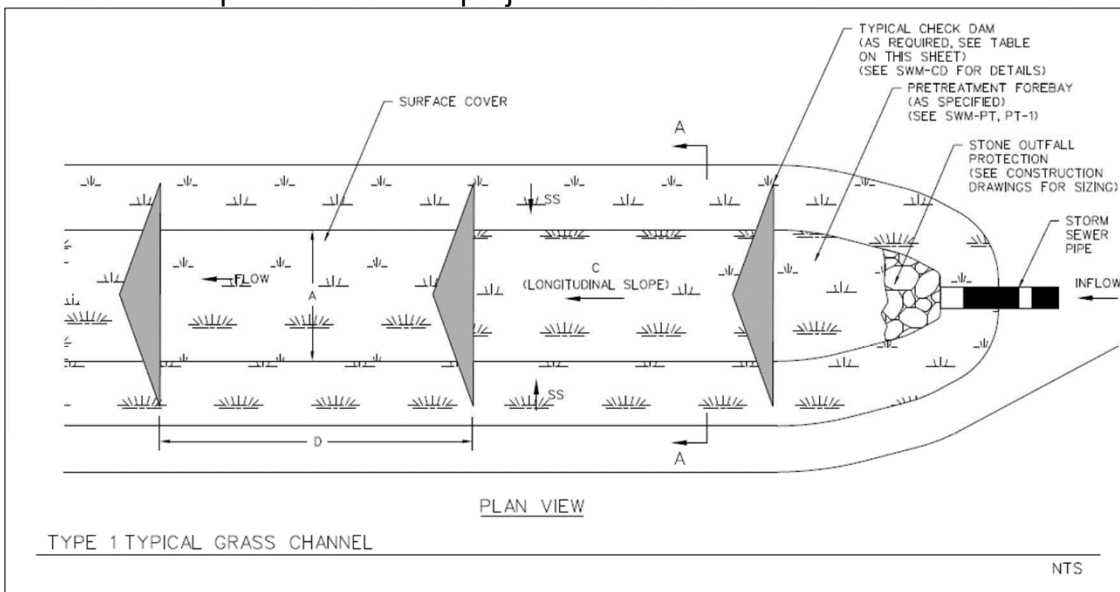 TYPICAL CHECK DAM
(AS REQUIRED, SEE TABLE
ON THIS SHEET)
(SEE SWM-CD FOR DETAILS)
PRETREATMENT FOREBAY
(AS SPECIFIED)
(SEE SWM-PT, PT-1)
STONE OUTFALL
PROTECTION
(SEE CONSTRUCTION
DRAWINGS FOR SIZING)
STORM
SEWER
PIPE
INFLOW
SURFACE COVER
A
SS
FLOW
A
C
(LONGITUDINAL SLOPE)
SS
D
A
PLAN VIEW
TYPE 1 TYPICAL GRASS CHANNEL
NTS